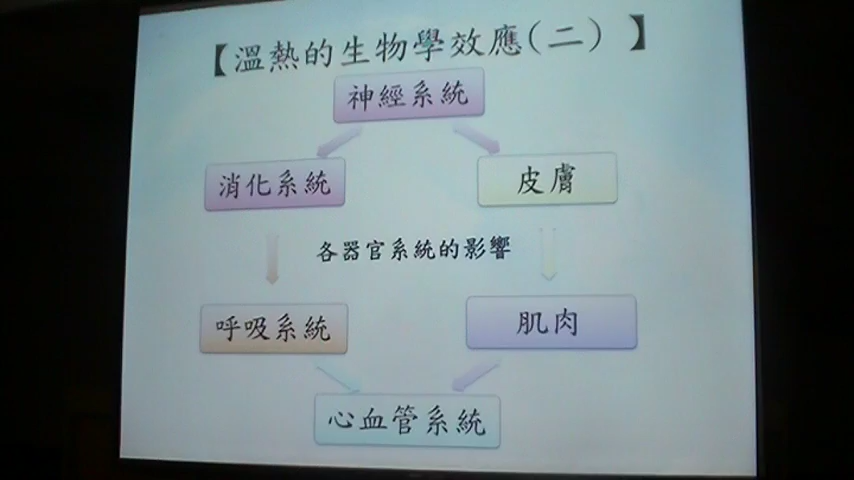 【溫熱的生物學效應(二) 】
神經系統
消化系統
皮膚
各器官系統的影響
呼吸系統
肌肉
心血管系統